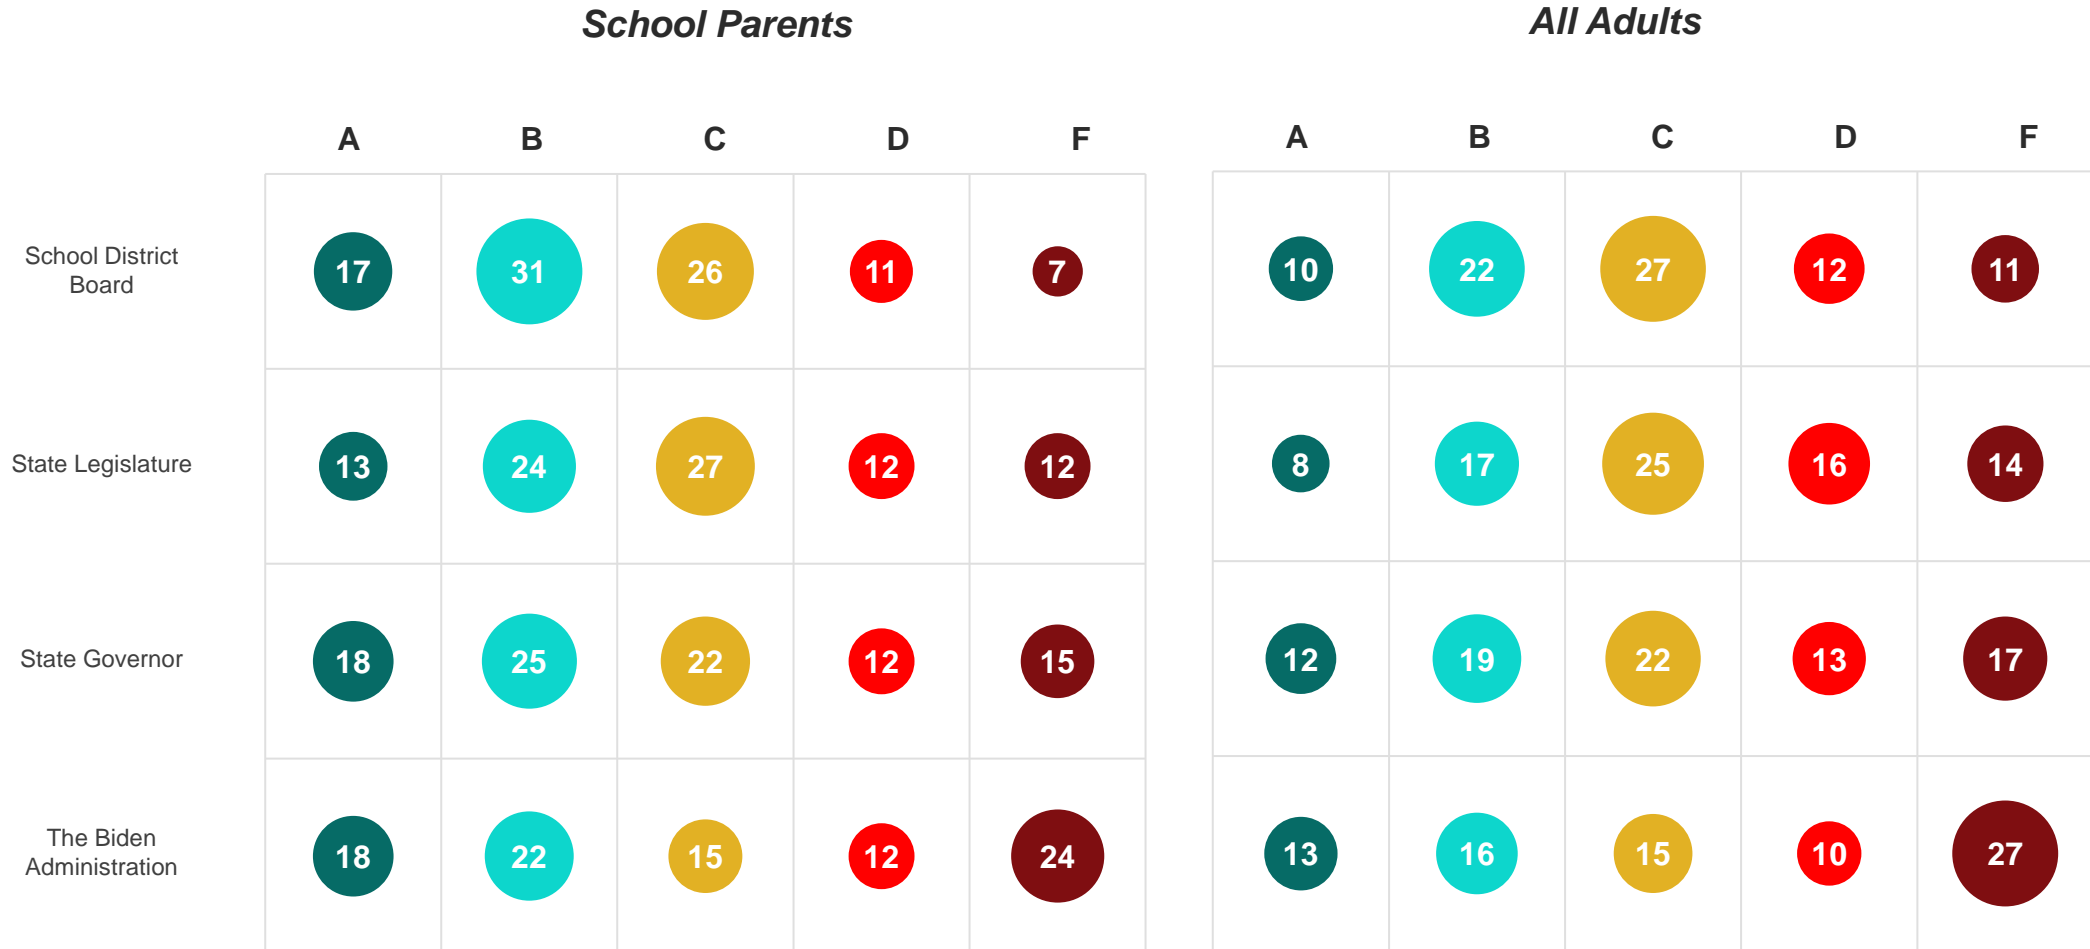 School Parents
All Adults
A B C D F
A B C D F
School District
Board
17 31 26 11 7
10 22 27 12 11
State Legislature
13 24 27 12 12
8 17 25 16 14
State Governor
18 25 22 12 15
12 19 22 13 17
The Biden
Administration
18 22 15 12 24
13 16 15 10 27